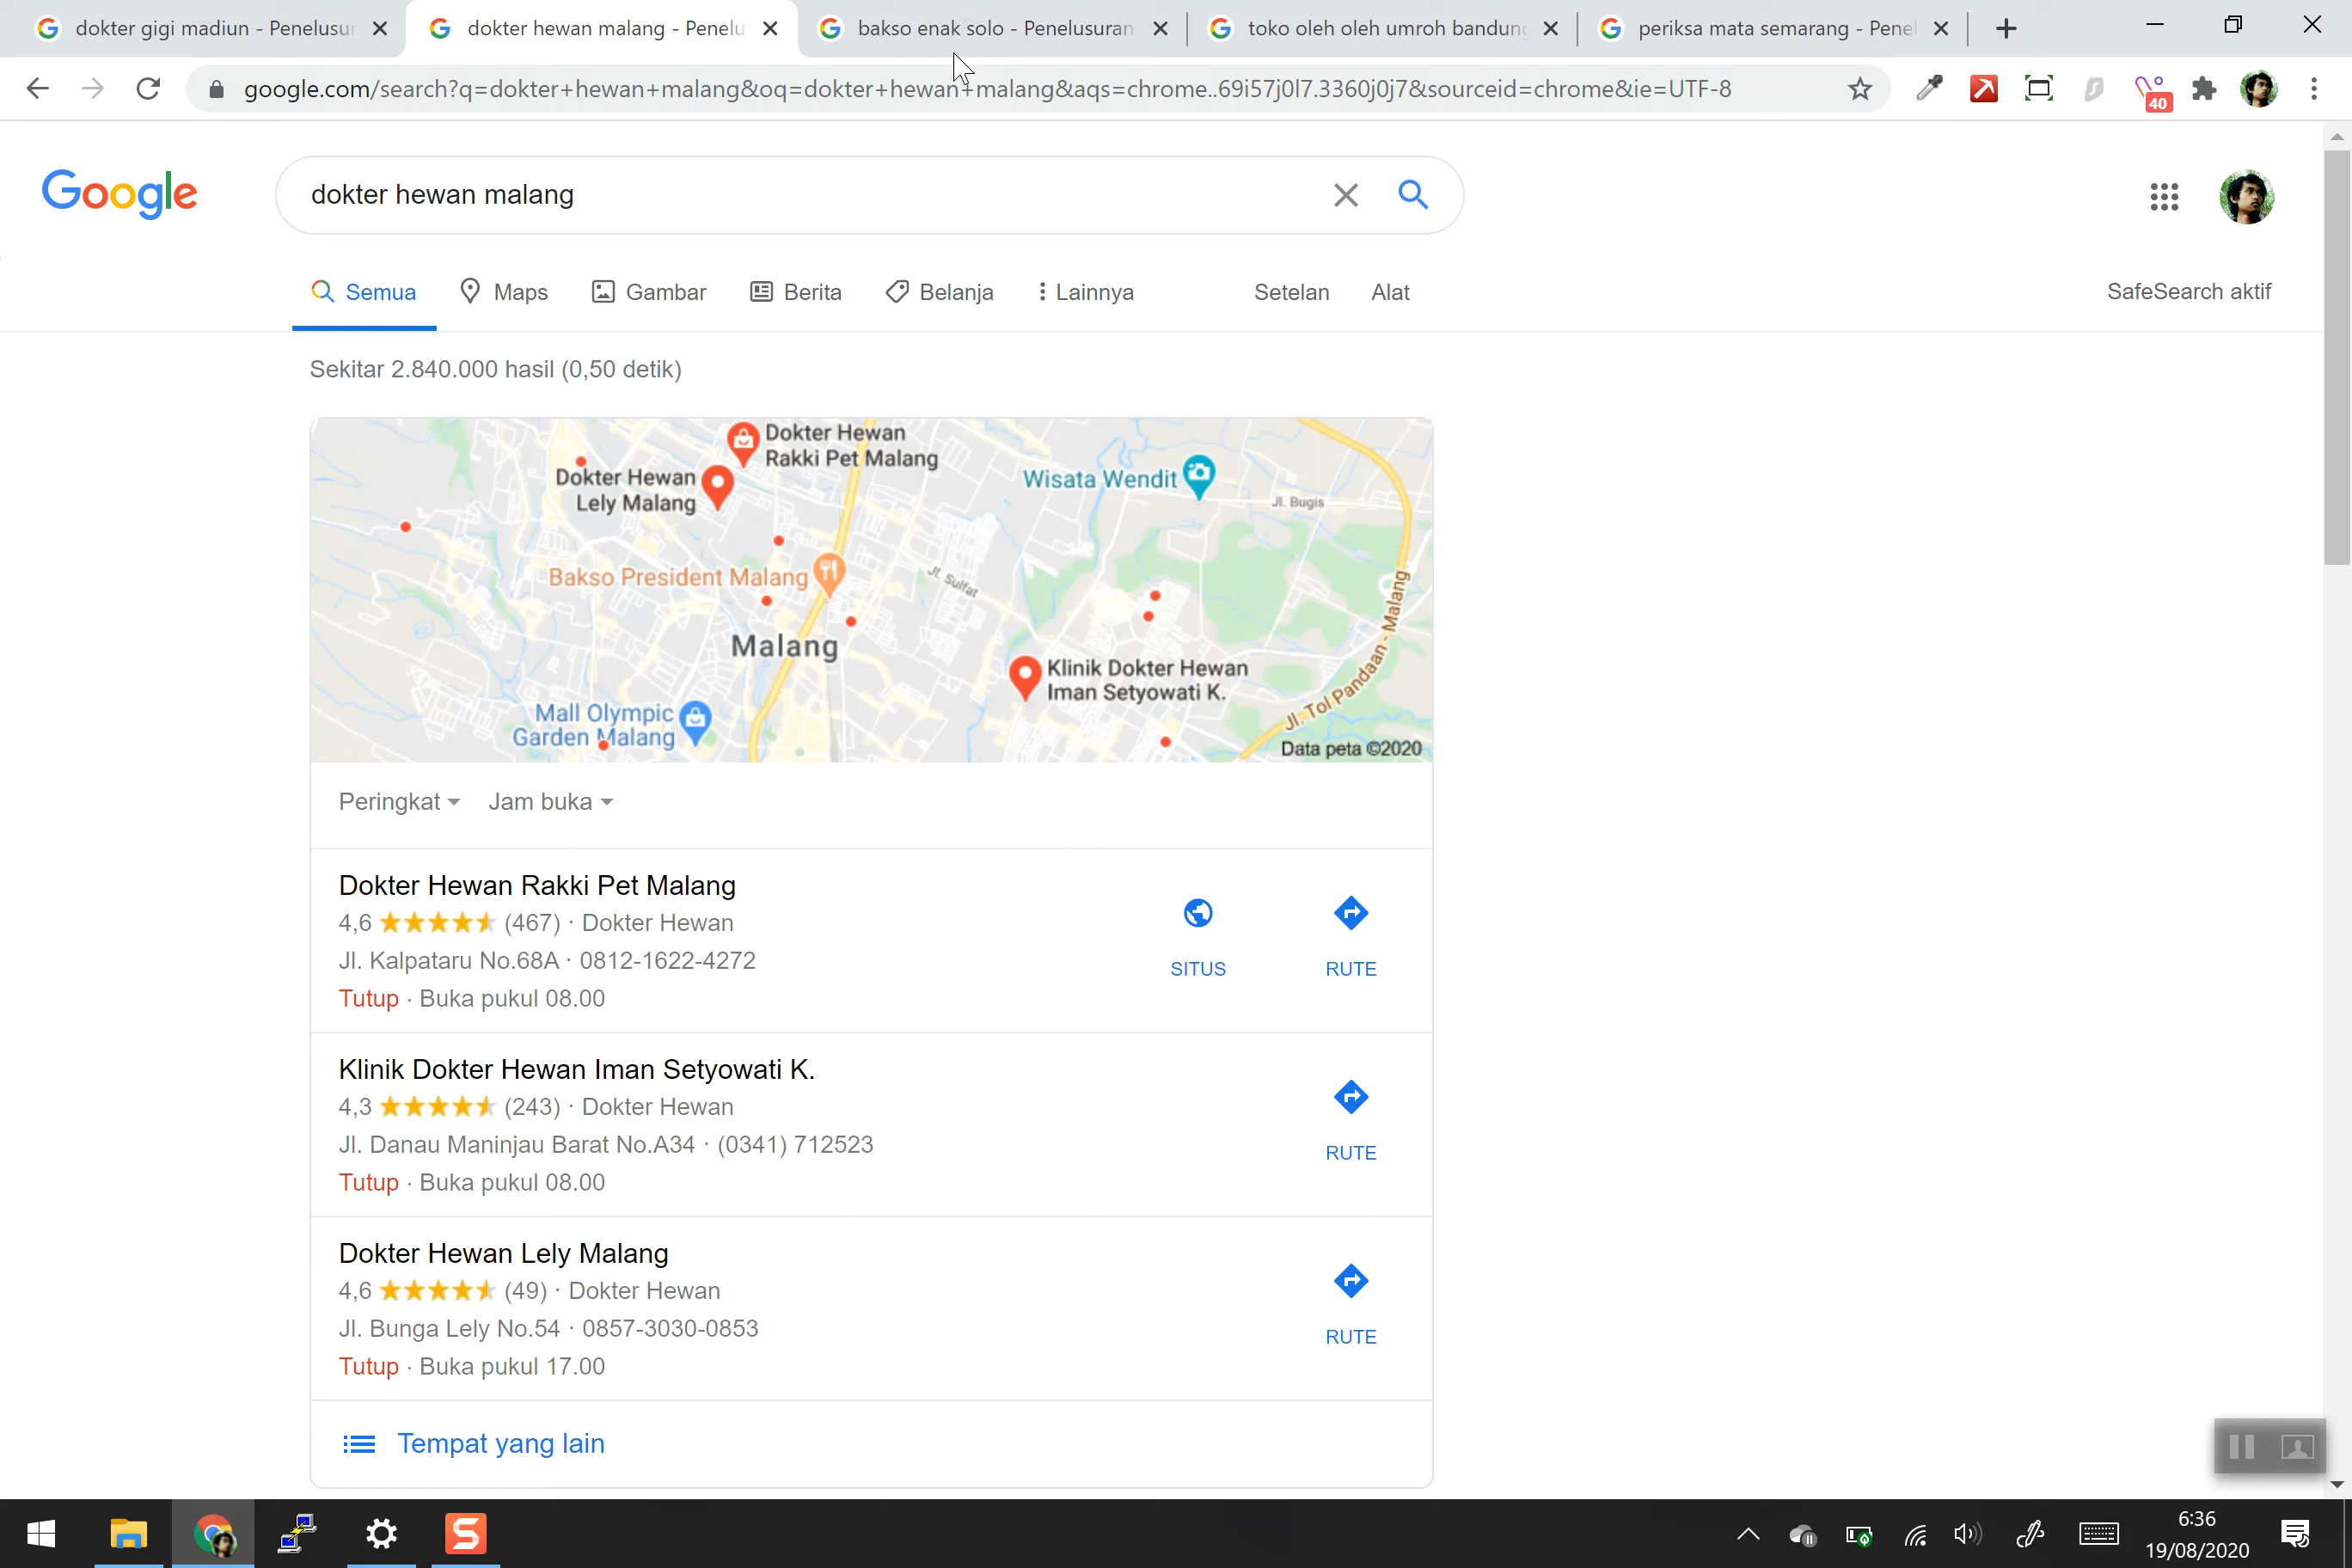 dokter gigi madiun - Penelusur
dokter hewan malang - Penelu
bakso enak solo - Penelusuran
toko oleh oleh umroh bandung
periksa mata semarang - Pene
google.com/search?q=dokter+hewan+malang&oq=dokter+hewan+malang&aqs=chrome..69i57j0l7.3360j0j7&sourceid=chrome&ie=UTF-8
40
Google
dokter hewan malang
Semua
Maps
Gambar
Berita
Belanja
Lainnya
Setelan
Alat
SafeSearch aktif
Sekitar 2.840.000 hasil (0,50 detik)
Dokter Hewan
Rakki Pet Malang
Dokter Hewan
Lely Malang
Wisata Wendit
Jl. Bugis
Bakso President Malang
Jl. Sulfat
Malang
Klinik Dokter Hewan
Iman Setyowati K.
Jl. Tol Pandaan - Malang
Mall Olympic
Garden Malang
Data peta ©2020
Peringkat
Jam buka
Dokter Hewan Rakki Pet Malang
4,6 (467) · Dokter Hewan
Jl. Kalpataru No.68A · 0812-1622-4272
Tutup · Buka pukul 08.00
SITUS
RUTE
Klinik Dokter Hewan Iman Setyowati K.
4,3 (243) · Dokter Hewan
Jl. Danau Maninjau Barat No.A34 · (0341) 712523
Tutup · Buka pukul 08.00
RUTE
Dokter Hewan Lely Malang
4,6 (49) · Dokter Hewan
Jl. Bunga Lely No.54 · 0857-3030-0853
Tutup · Buka pukul 17.00
RUTE
Tempat yang lain
6:36
19/08/2020